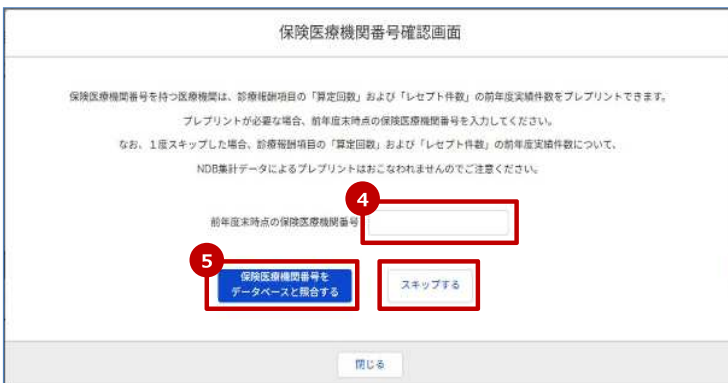 保険医療機関番号確認画面
保険医療機関番号を持つ医療機関は、診療報酬項目の「算定回数」および「レセプト件数」の前年度実績件数をプレプリントできます。
プレプリントが必要な場合、前年度末時点の保険医療機関番号を入力してください。
なお、1度スキップした場合、診療報酬項目の「算定回数」および「レセプト件数」の前年度実績件数について、
NDB集計データによるプレプリントはおこなわれませんのでご注意ください。
4
前年度末時点の保険医療機関番号
5
保険医療機関番号を
データベースと照合する
スキップする
閉じる